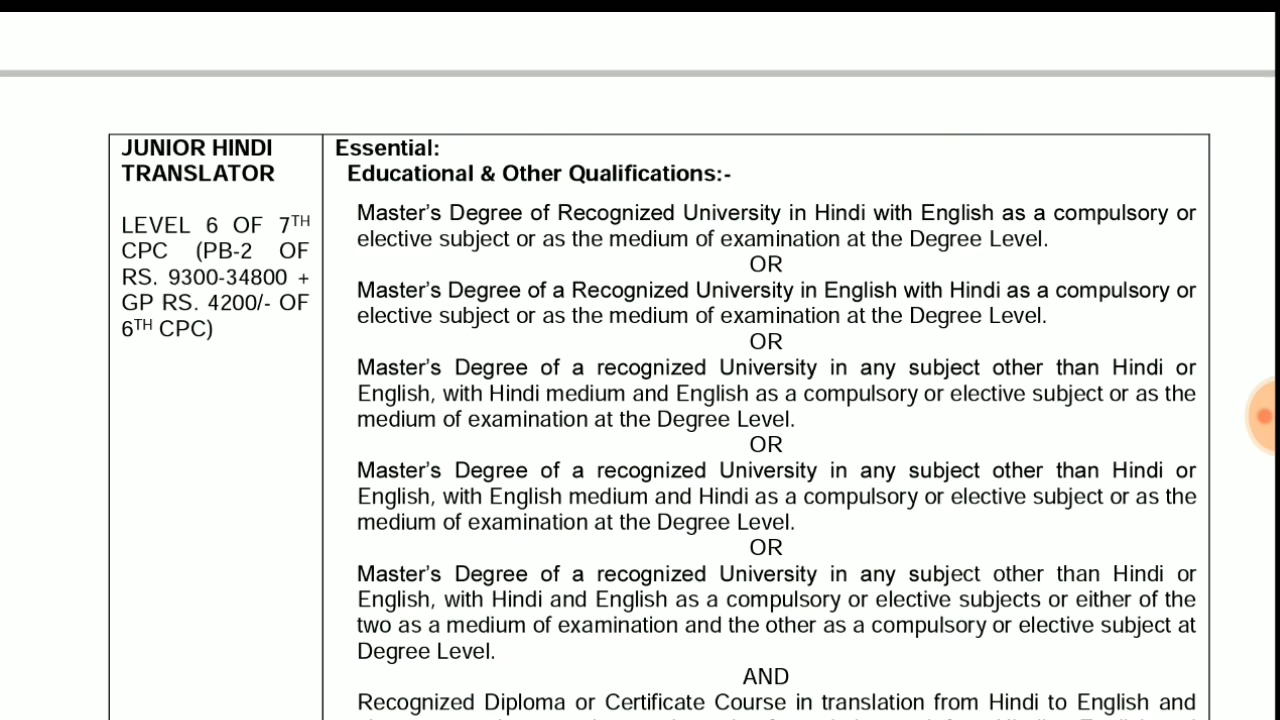 JUNIOR HINDI
TRANSLATOR
LEVEL 6 OF 7TH
CPC (PB-2 OF
RS. 9300-34800 +
GP RS. 4200/- OF
6TH CPC)
Essential:
Educational & Other Qualifications:-
Master's Degree of Recognized University in Hindi with English as a compulsory or
elective subject or as the medium of examination at the Degree Level.
OR
Master's Degree of a Recognized University in English with Hindi as a compulsory or
elective subject or as the medium of examination at the Degree Level.
OR
Master's Degree of a recognized University in any subject other than Hindi or
English, with Hindi medium and English as a compulsory or elective subject or as the
medium of examination at the Degree Level.
OR
Master's Degree of a recognized University in any subject other than Hindi or
English, with English medium and Hindi as a compulsory or elective subject or as the
medium of examination at the Degree Level.
OR
Master's Degree of a recognized University in any subject other than Hindi or
English, with Hindi and English as a compulsory or elective subjects or either of the
two as a medium of examination and the other as a compulsory or elective subject at
Degree Level.
AND
Recognized Diploma or Certificate Course in translation from Hindi to English and